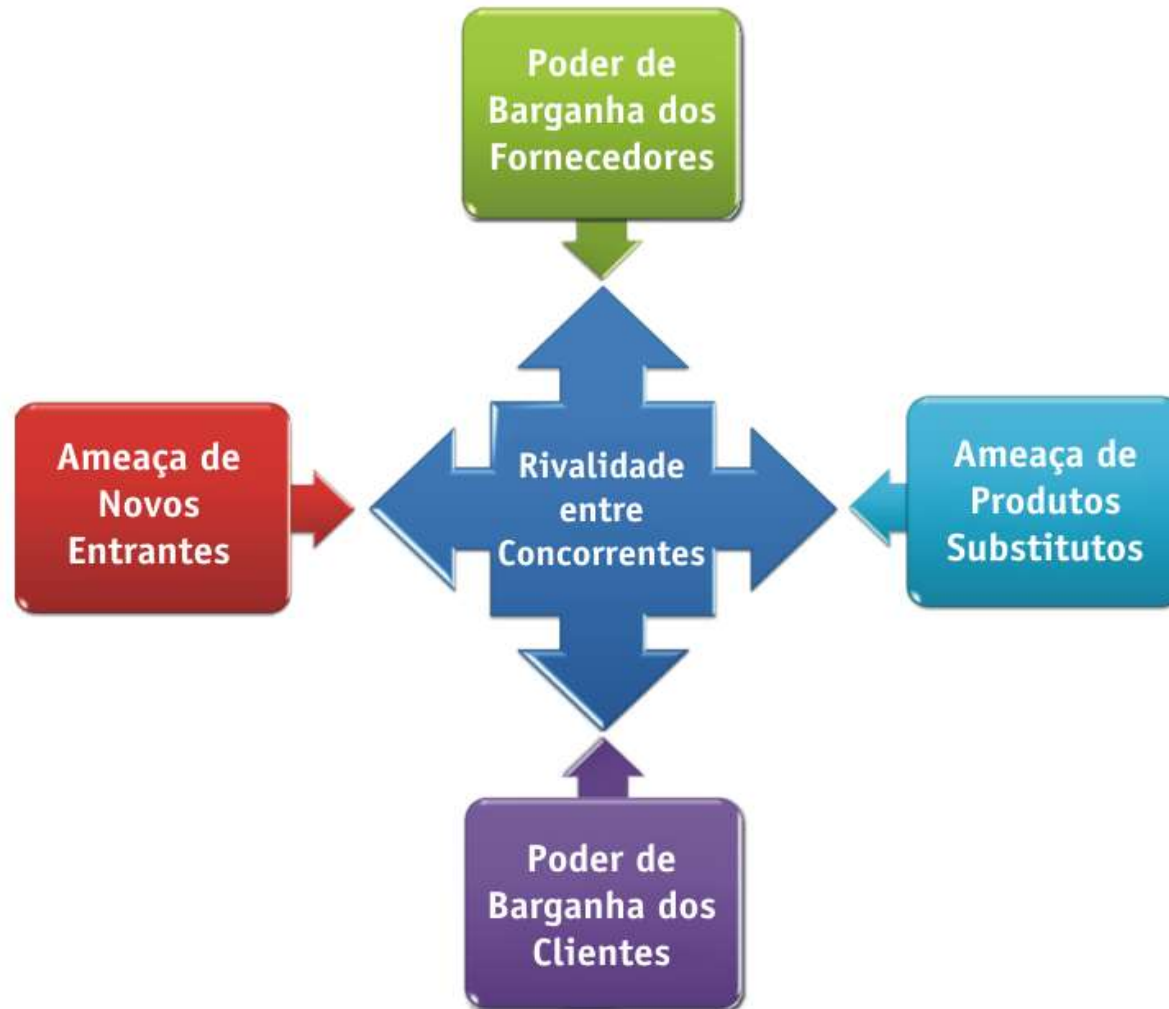 Poder de
Barganha dos
Fornecedores
Ameaça de
Novos
Entrantes
Rivalidade
entre
Concorrentes
Ameaça de
Produtos
Substitutos
Poder de
Barganha dos
Clientes